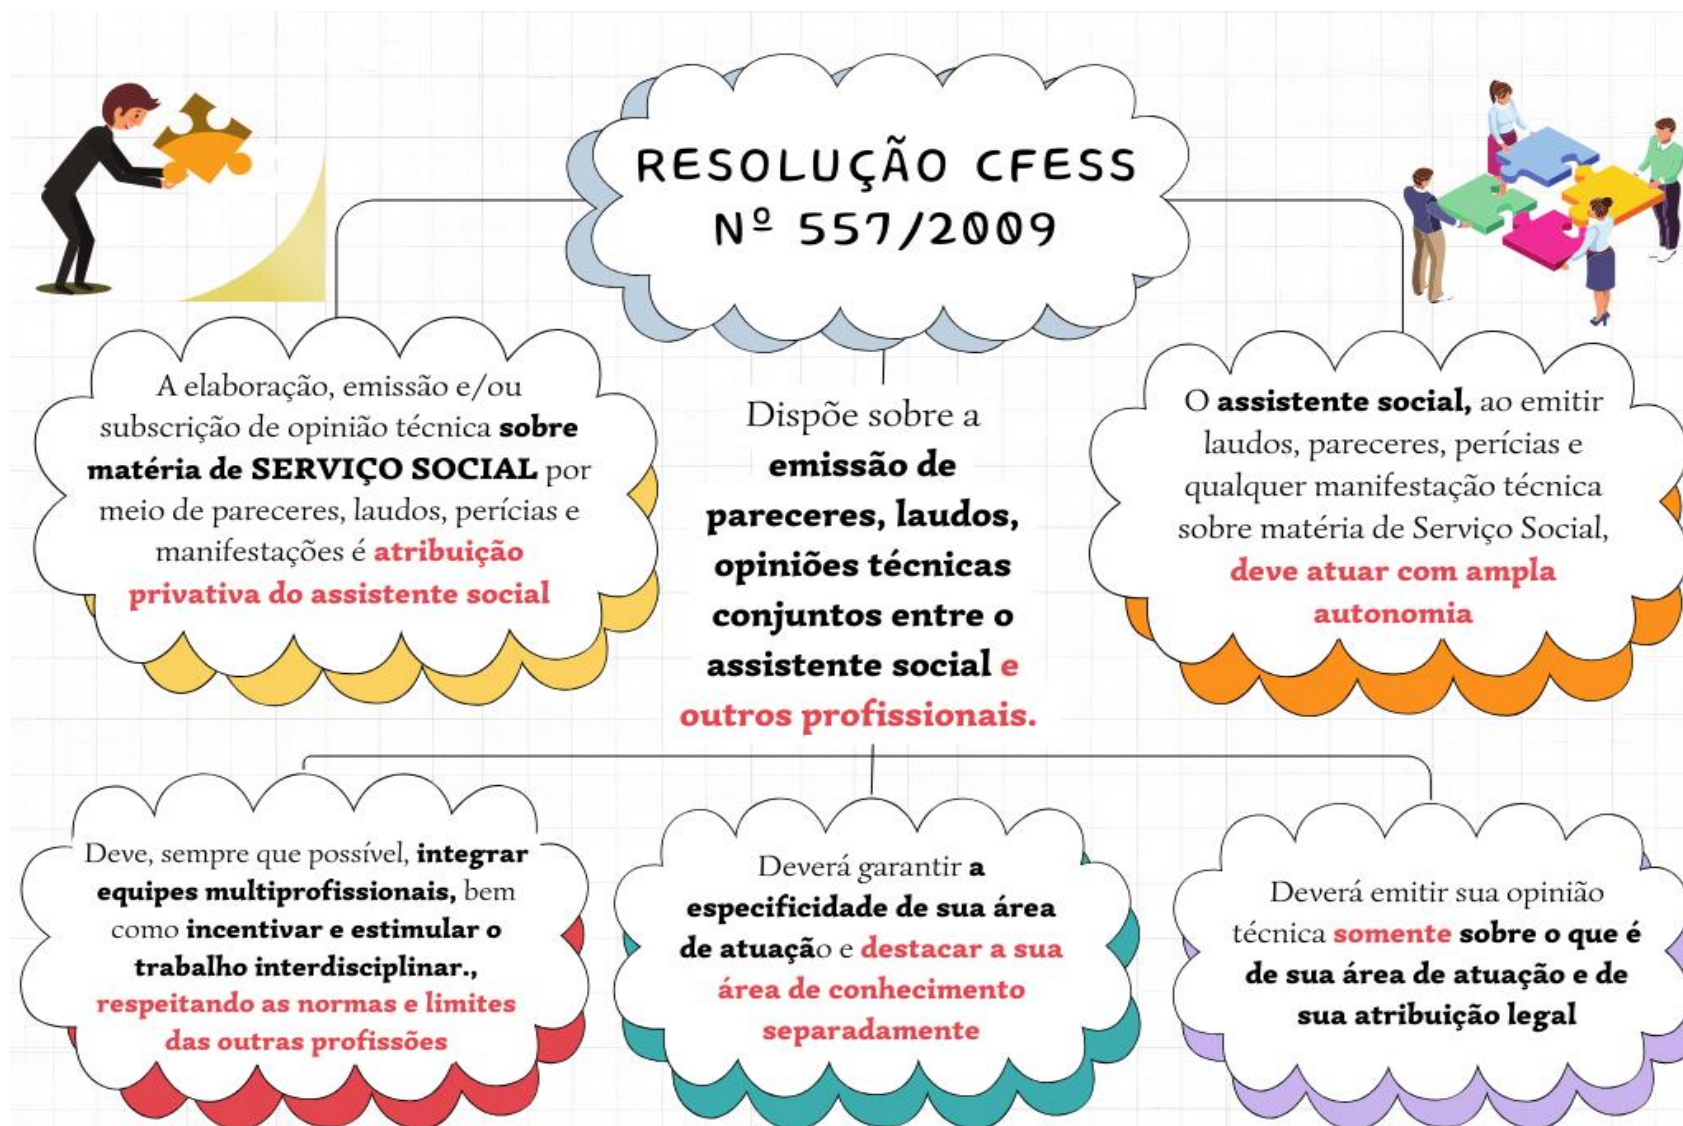 RESOLUÇÃO CFESS
Nº 557/2009
A elaboração, emissão e/ou
subscrição de opinião técnica sobre
matéria de SERVIÇO SOCIAL por
meio de pareceres, laudos, perícias e
manifestações é atribuição
privativa do assistente social
Dispõe sobre a
emissão de
pareceres, laudos,
opiniões técnicas
conjuntos entre o
assistente social e
outros profissionais.
O assistente social, ao emitir
laudos, pareceres, perícias e
qualquer manifestação técnica
sobre matéria de Serviço Social,
deve atuar com ampla
autonomia
Deve, sempre que possível, integrar
equipes multiprofissionais, bem
como incentivar e estimular o
trabalho interdisciplinar.,
respeitando as normas e limites
das outras profissões
Deverá garantir a
especificidade de sua área
de atuação e destacar a sua
área de conhecimento
separadamente
Deverá emitir sua opinião
técnica somente sobre o que é
de sua área de atuação e de
sua atribuição legal